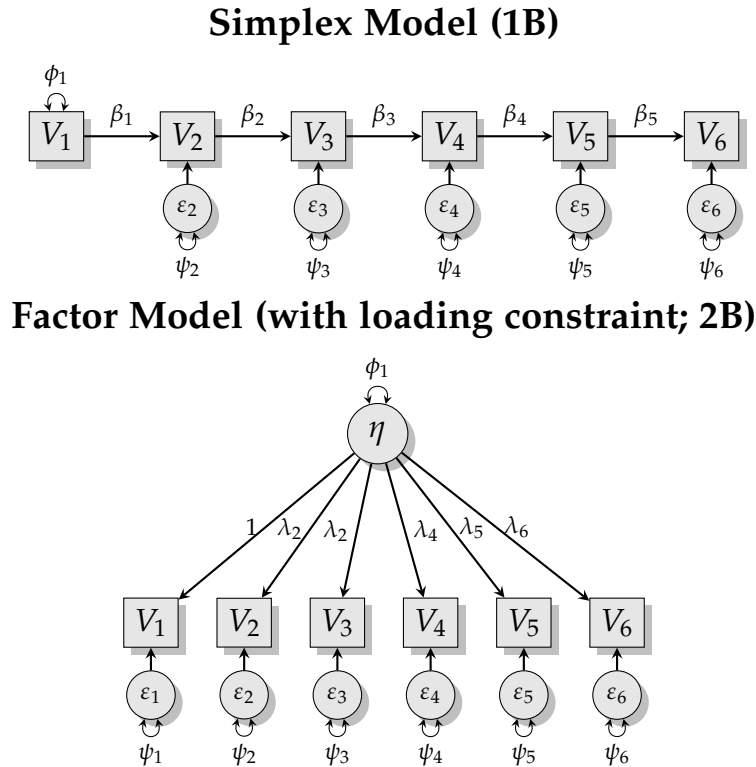 Simplex Model (1B)
ϕ₁
V₁ β₁ V₂ β₂ V₃ β₃ V₄ β₄ V₅ β₅ V₆
ε₂ ε₃ ε₄ ε₅ ε₆
ψ₂ ψ₃ ψ₄ ψ₅ ψ₆
Factor Model (with loading constraint; 2B)
ϕ₁
η
1 λ₂ λ₂ λ₄ λ₅ λ₆
V₁ V₂ V₃ V₄ V₅ V₆
ε₁ ε₂ ε₃ ε₄ ε₅ ε₆
ψ₁ ψ₂ ψ₃ ψ₄ ψ₅ ψ₆